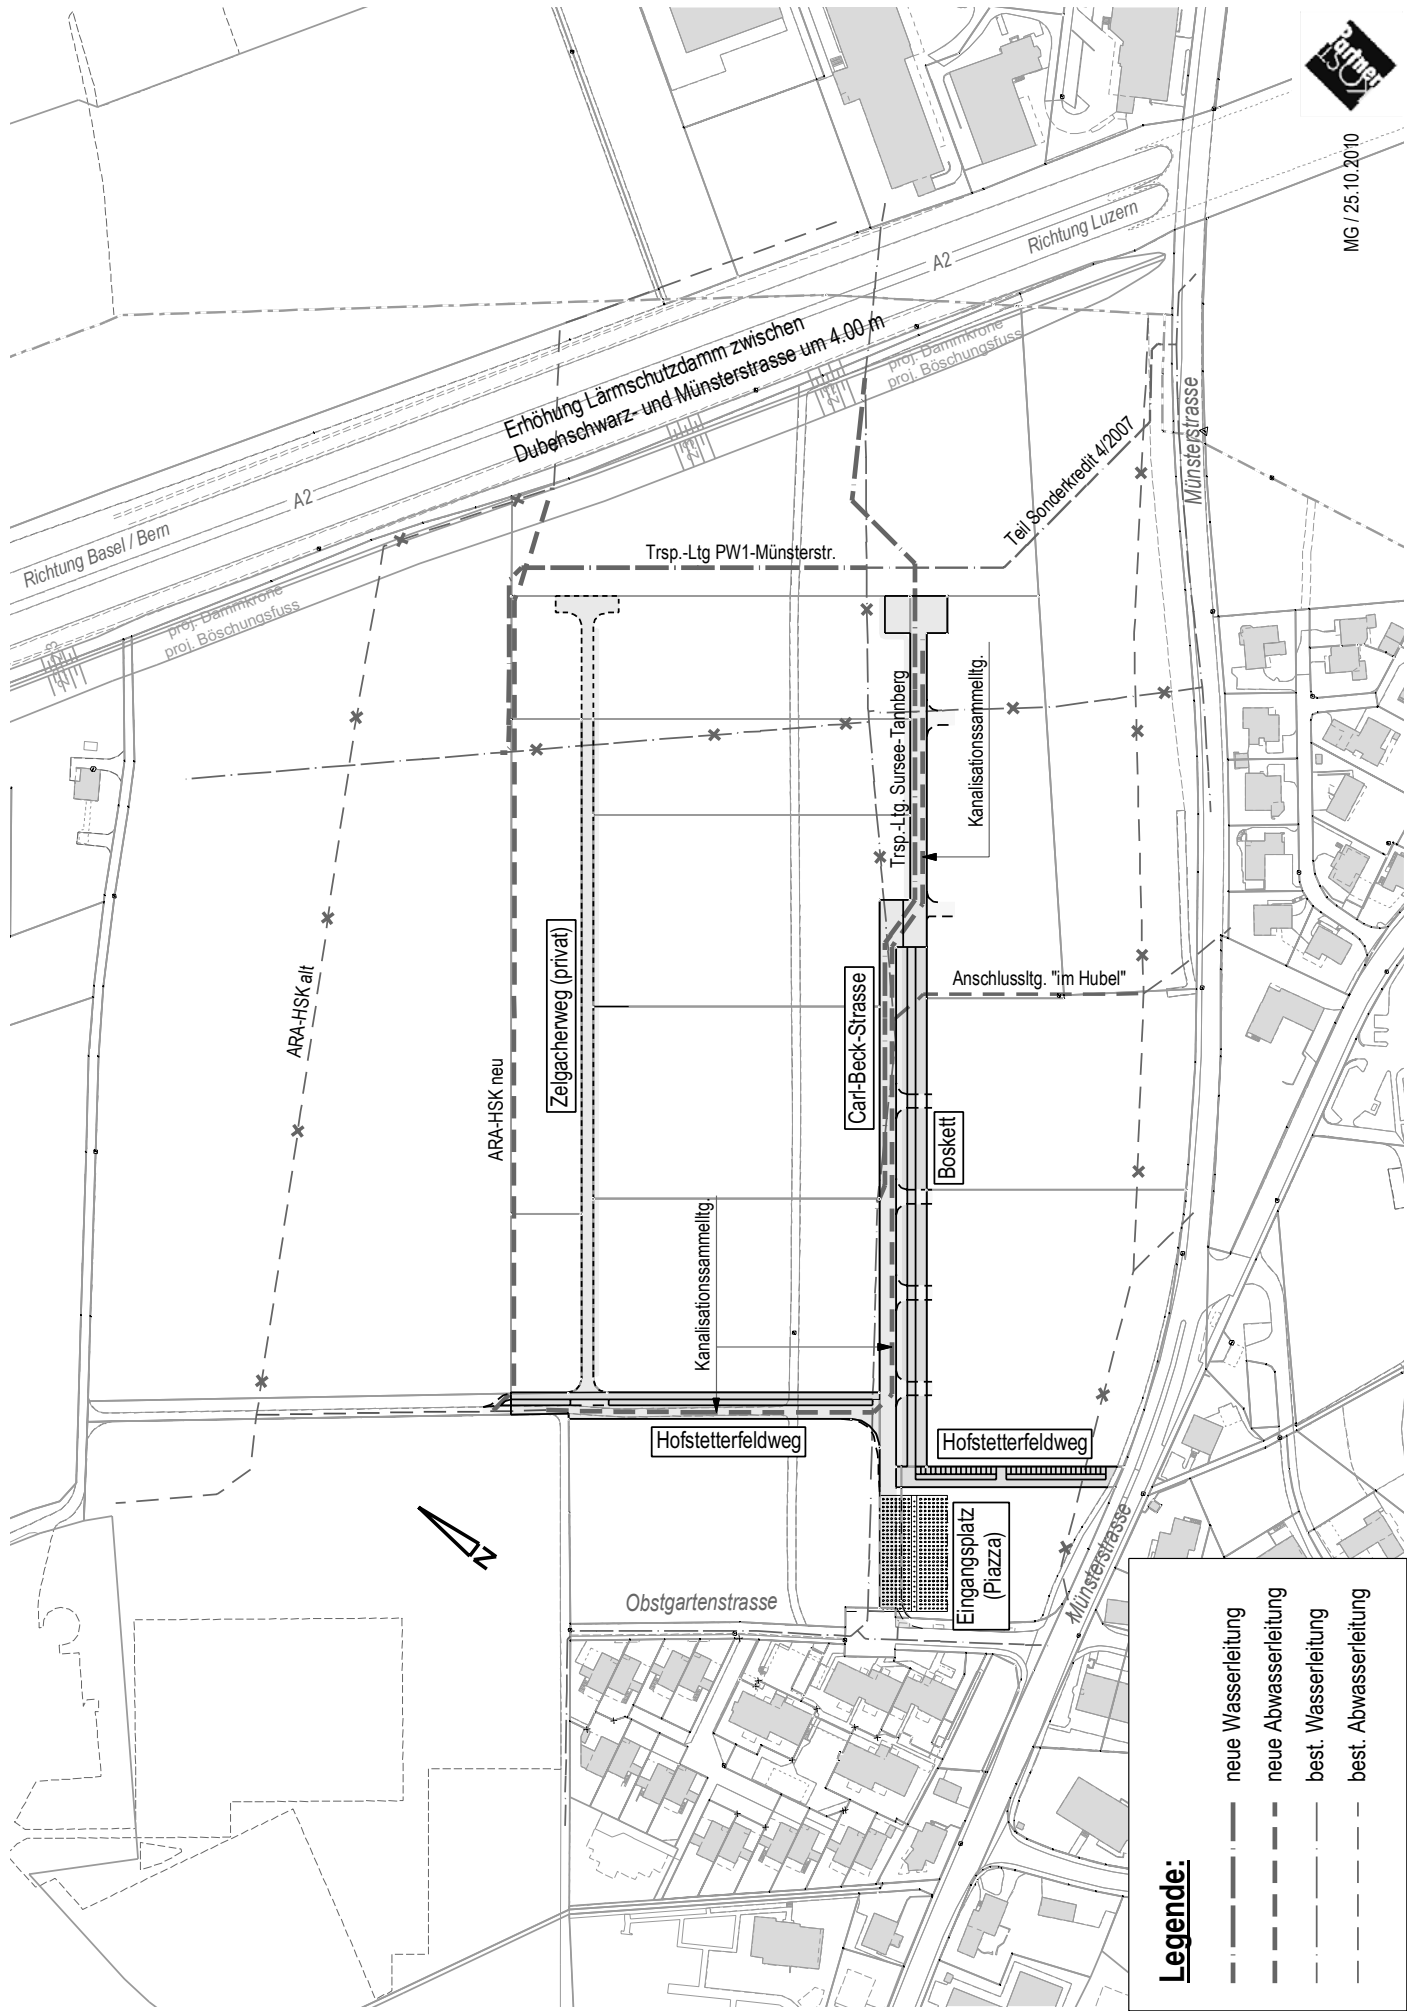 Partner
MG / 25.10.2010
Richtung Luzern
A2
Erhöhung Lärmschutzdamm zwischen
Dubenschwarz- und Münsterstrasse um 4.00 m
proj. Dammkrone
proj. Böschungsfuss
A2
Richtung Basel / Bern
proj. Dammkrone
proj. Böschungsfuss
Münsterstrasse
Teil Sonderkredit 4/2007
Trsp.-Ltg PW1-Münsterstr.
Trsp.-Ltg. Sursee-Tannberg
Kanalisationssammelltg.
ARA-HSK alt
ARA-HSK neu
Zelgacherweg (privat)
Carl-Beck-Strasse
Anschlussltg. "im Hubel"
Boskett
Kanalisationssammelltg.
Hofstetterfeldweg
Hofstetterfeldweg
N
Eingangsplatz
(Piazza)
Obstgartenstrasse
Münsterstrasse
Legende:
neue Wasserleitung
neue Abwasserleitung
best. Wasserleitung
best. Abwasserleitung